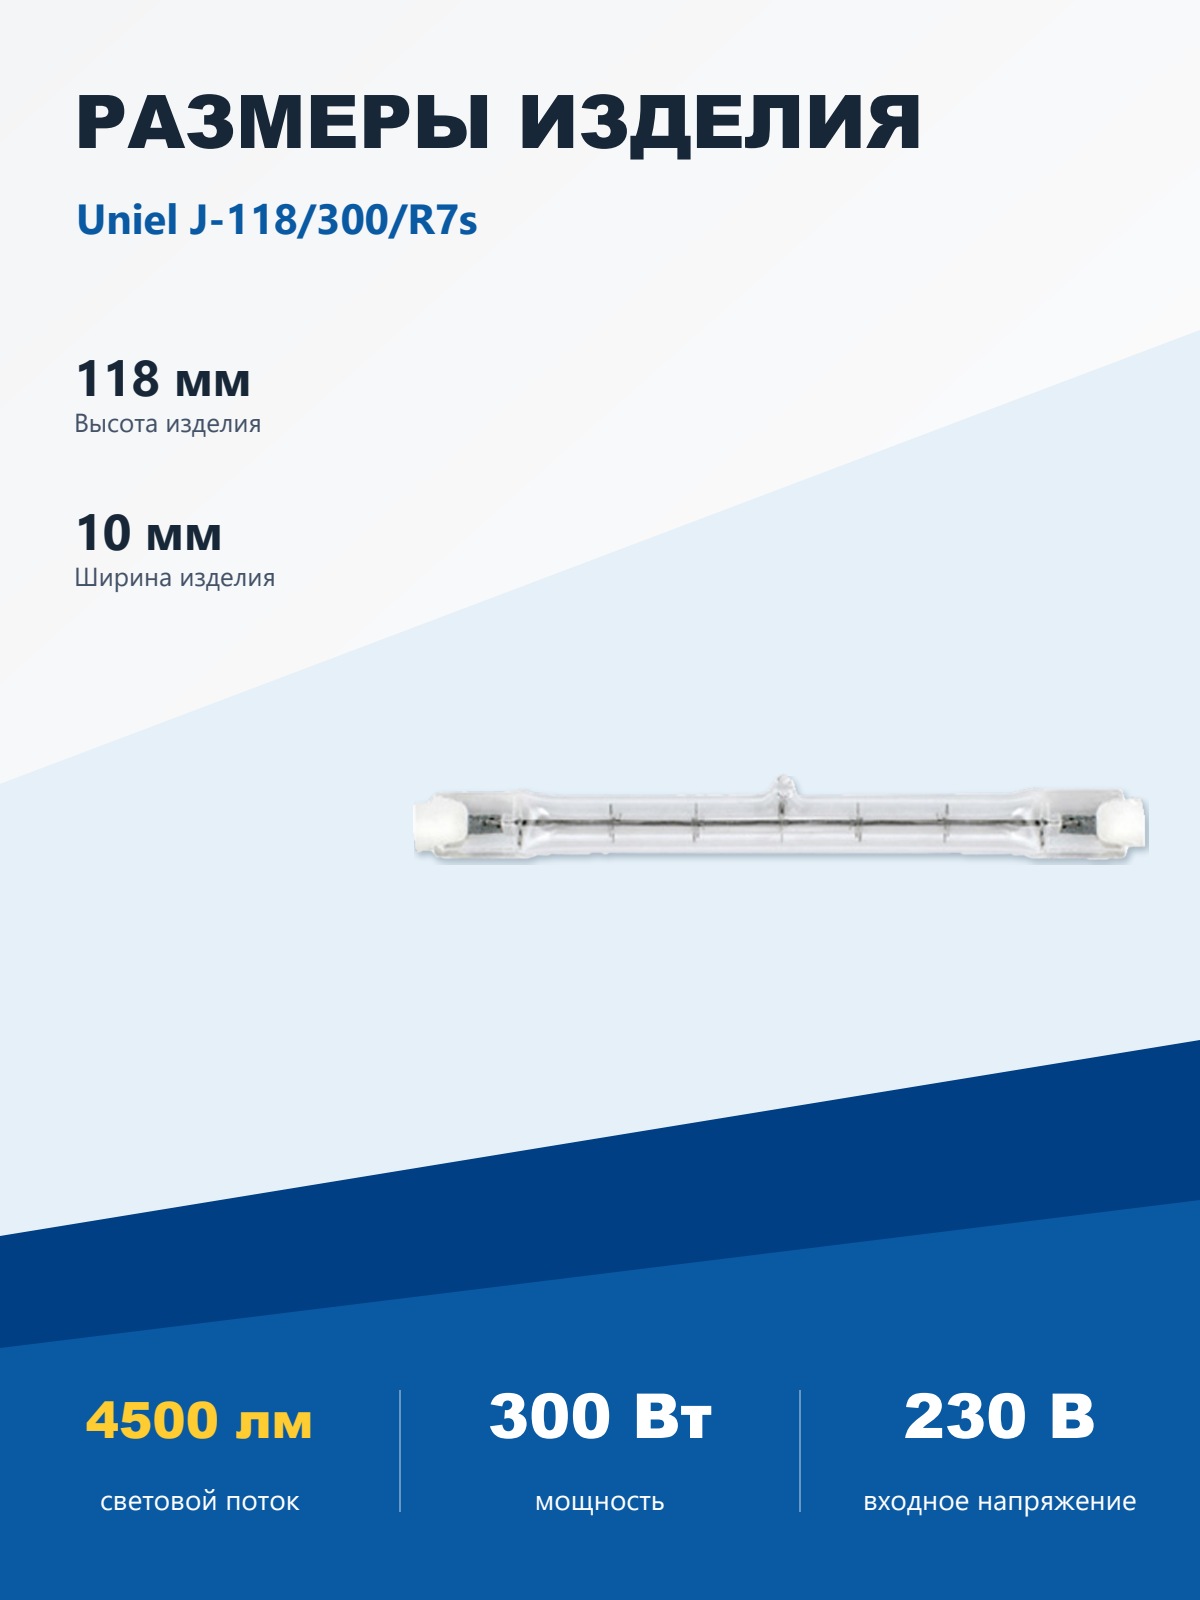 РАЗМЕРЫ ИЗДЕЛИЯ
Uniel J-118/300/R7s
118 мм
Высота изделия
10 мм
Ширина изделия
4500 лм
световой поток
300 Вт
мощность
230 В
входное напряжение